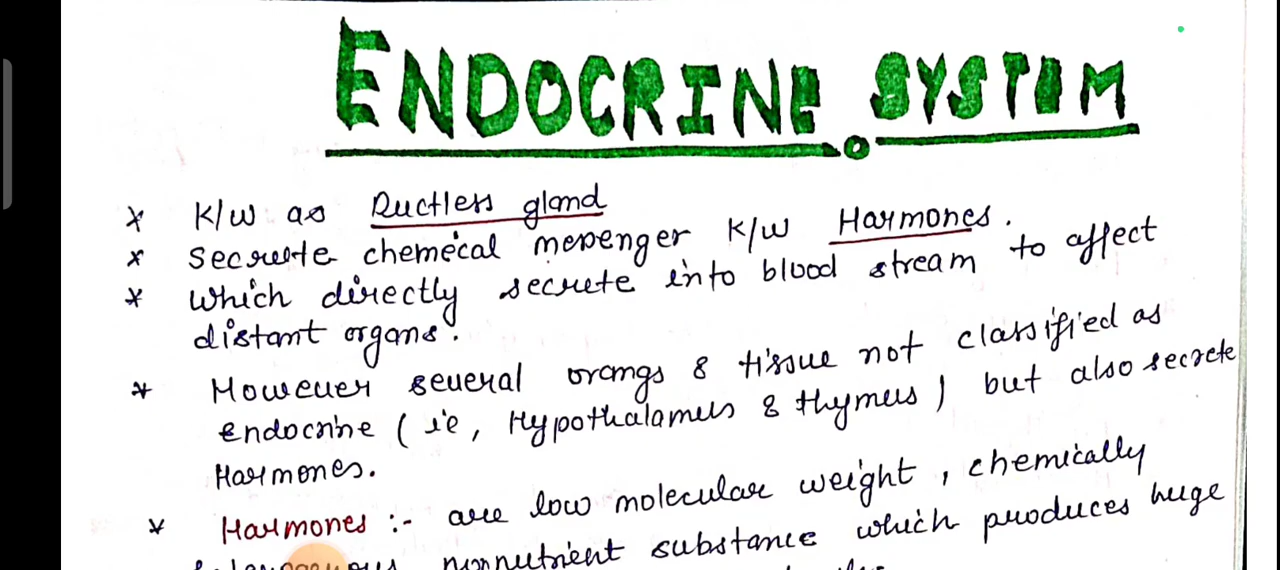 ENDOCRINE SYSTEM
* K/w as Ductless gland
* Secrete chemical messenger K/w Harmones.
* which directly secrete into blood stream to affect
distant organs.
* However several orangs & tissue not classified as
endocrine (i'e, Hypothalamus & thymus) but also secrete
Harmones.
* Harmones :- are low molecular weight, chemically
nonnutrient substance which produces huge